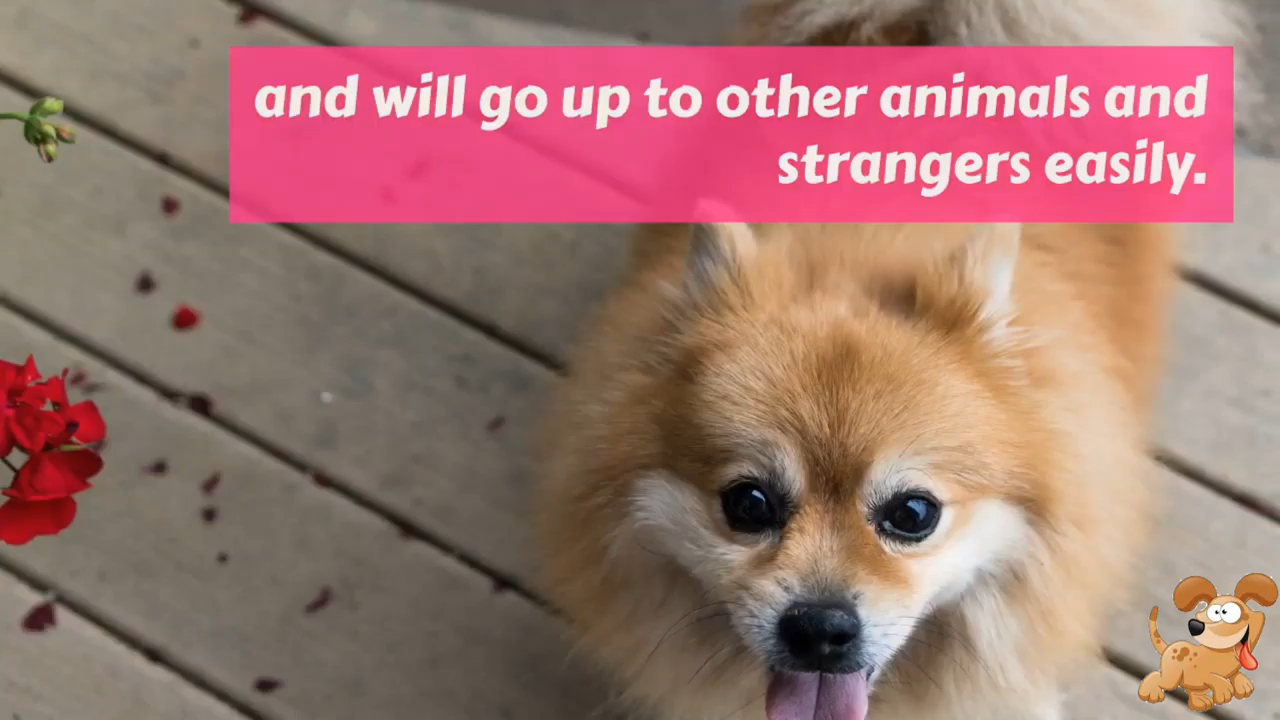 and will go up to other animals and
strangers easily.